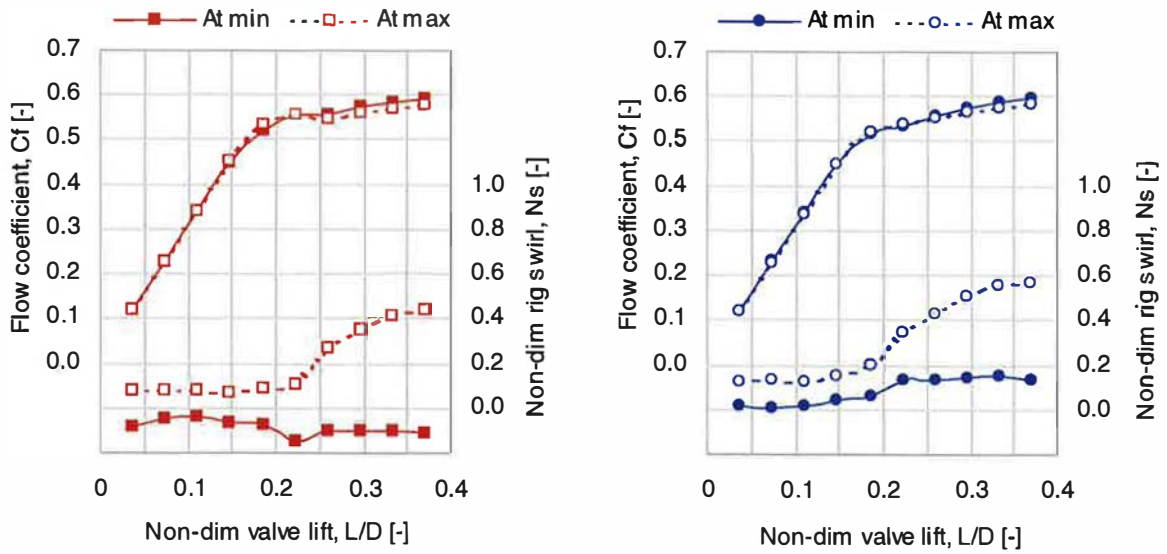 At min At max
Flow coefficient, Cf [-]
0.7
0.6
0.5
0.4
0.3
0.2
0.1
0.0
1.0
0.8
0.6
0.4
0.2
0.0
Non-dim rig swirl, Ns [-]
0 0.1 0.2 0.3 0.4
Non-dim valve lift, L/D [-]
At min At max
Flow coefficient, Cf [-]
0.7
0.6
0.5
0.4
0.3
0.2
0.1
0.0
1.0
0.8
0.6
0.4
0.2
0.0
Non-dim rig swirl, Ns [-]
0 0.1 0.2 0.3 0.4
Non-dim valve lift, L/D [-]